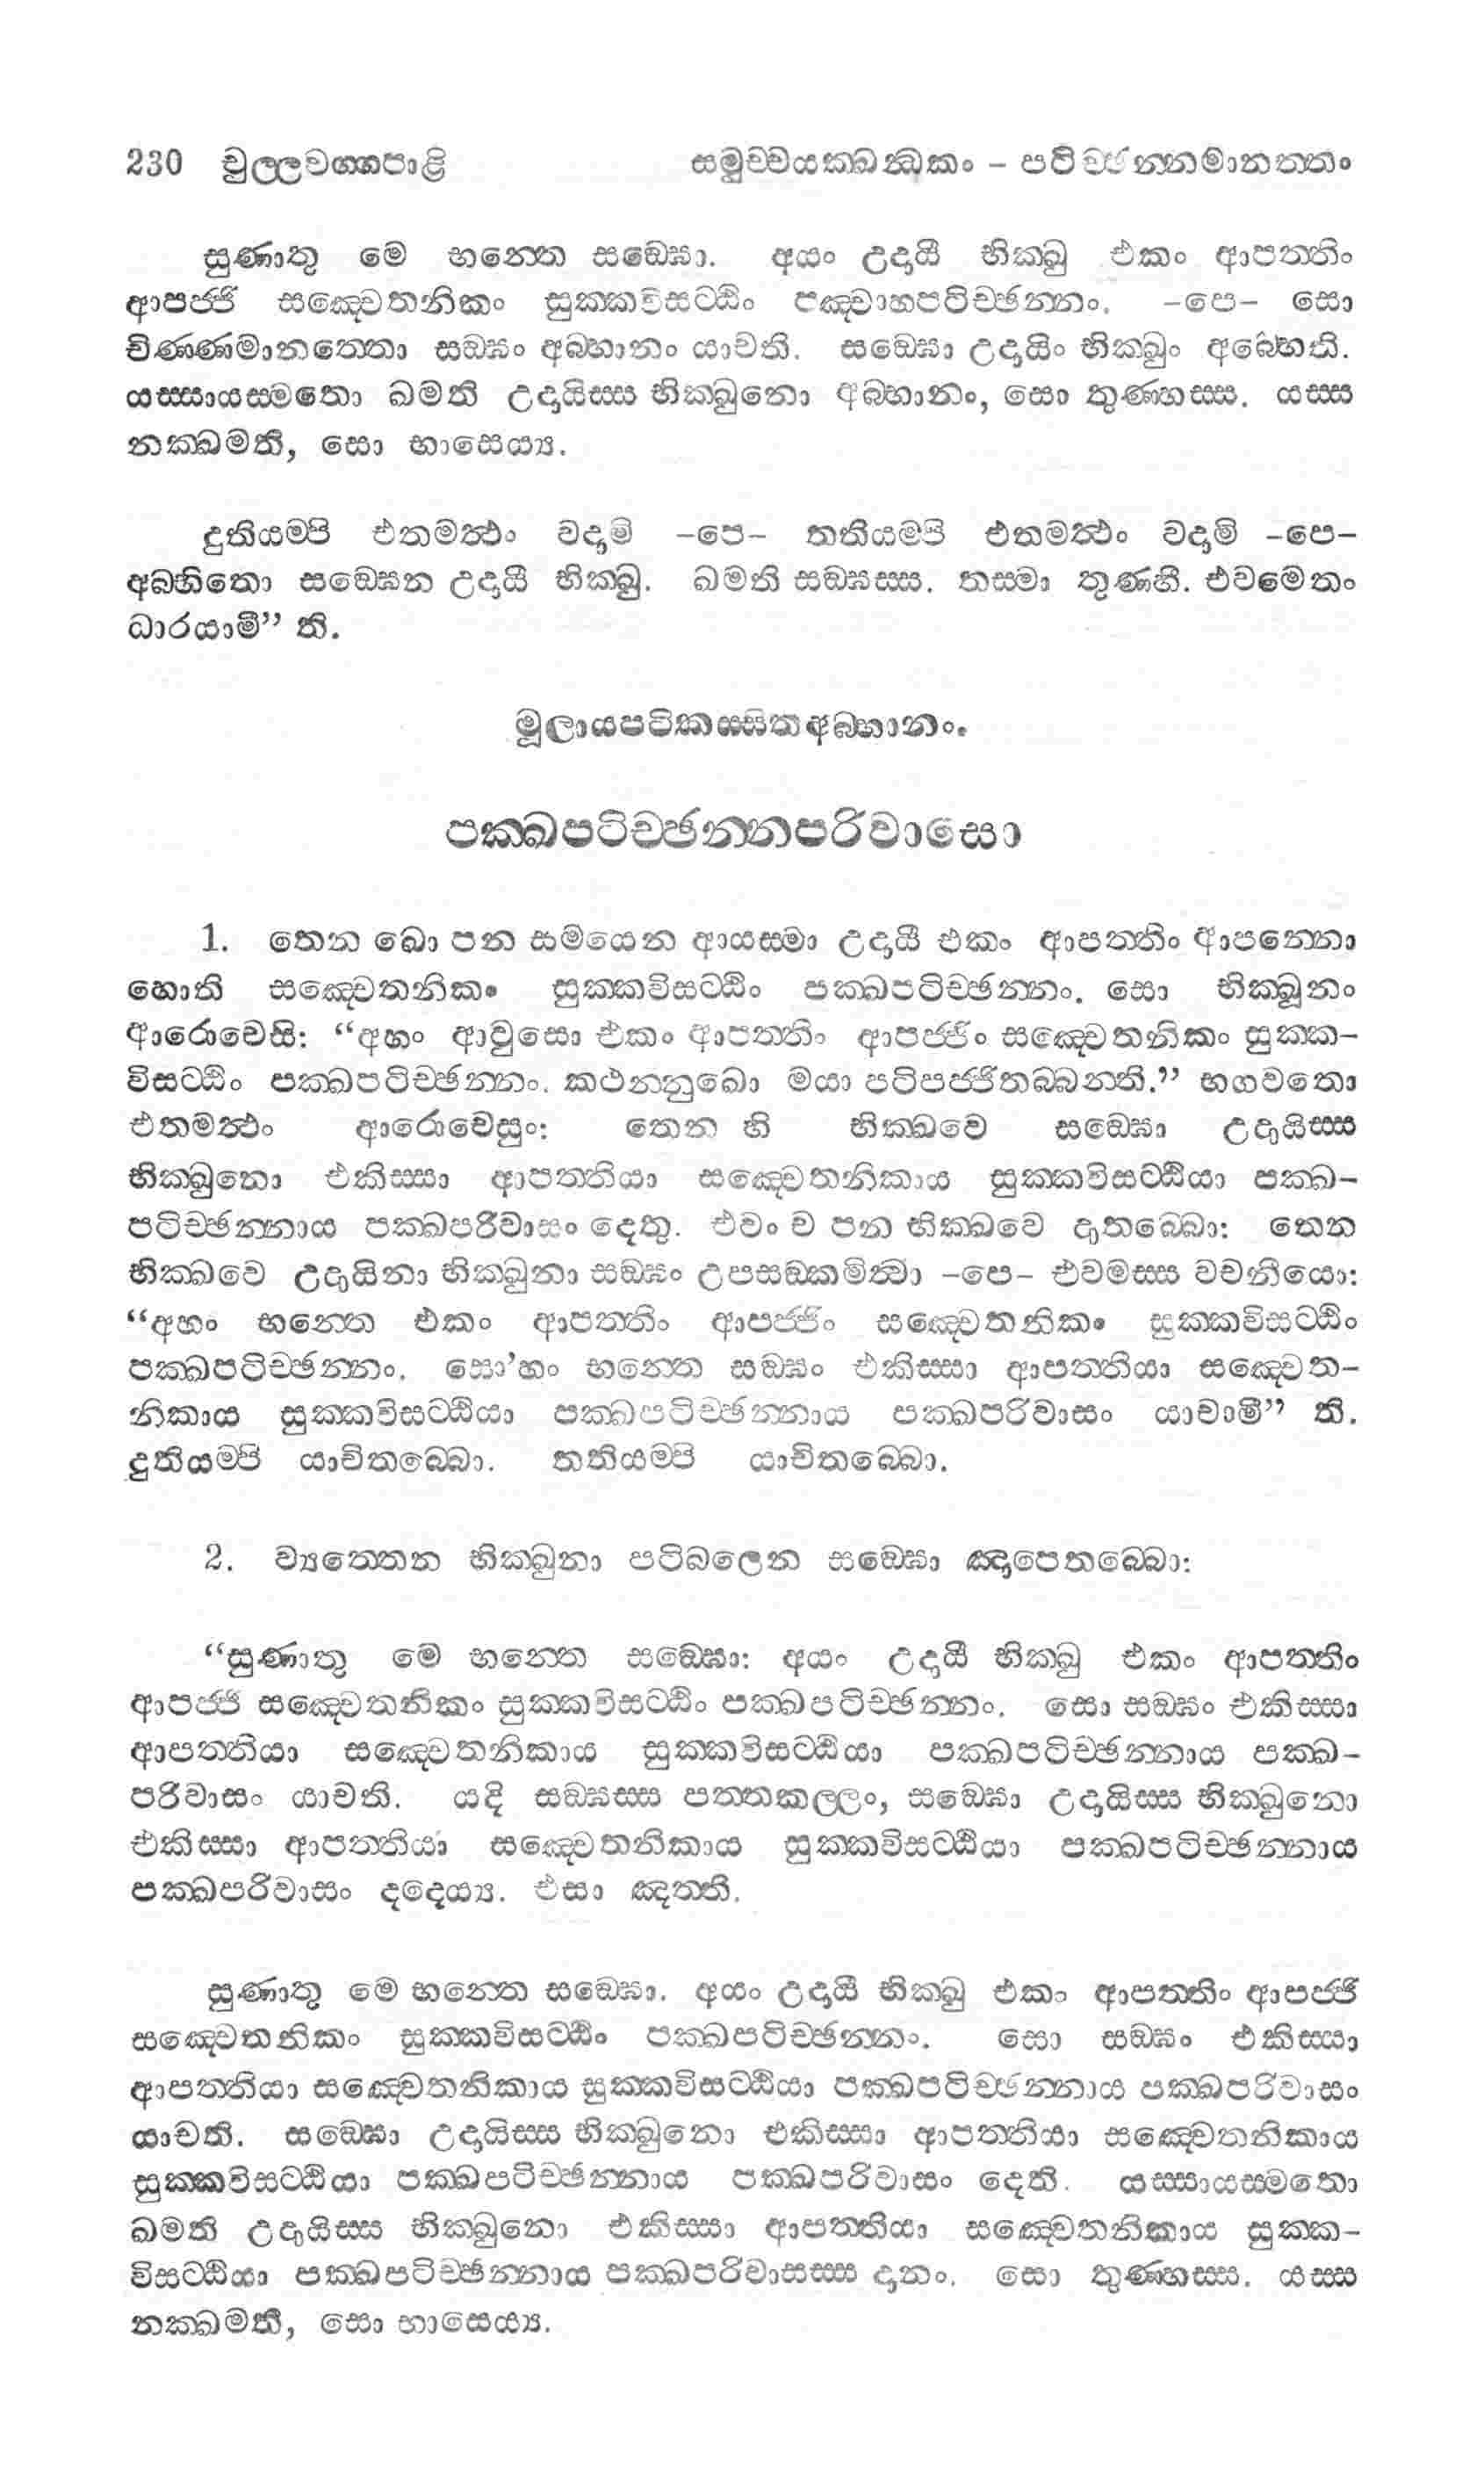 230 චුල්ලවග්ගපාළි සමුච්චයක්ඛන්ධකං – පටිච්ඡන්නමානත්තං
සුණාතු මෙ භන්තෙ සඞ්ඝො. අයං උදායී භික්ඛු එකං ආපත්තිං
ආපජ්ජි සඤ්චෙතනිකං සුක්කවිසට්ඨිං පඤ්චාහපටිච්ඡන්නං. –පෙ– සො
චිණ්ණමානත්තො සඞ්ඝං අබ්භානං යාචති. සඞ්ඝො උදායිං භික්ඛුං අබ්භෙති.
යස්සායස්මතො ඛමති උදායිස්ස භික්ඛුනො අබ්භානං, සො තුණ්හස්ස. යස්ස
නක්ඛමති, සො භාසෙය්‍ය.
දුතියම්පි එතමත්ථං වදාමි –පෙ– තතියම්පි එතමත්ථං වදාමි –පෙ–
අබ්භිතො සඞ්ඝෙන උදායී භික්ඛු. ඛමති සඞ්ඝස්ස. තස්මා තුණ්හී. එවමෙතං
ධාරයාමී” ති.
මූලායපටිකස්සිතඅබ්භානං.
පක්ඛපටිච්ඡන්නපරිවාසො
1. තෙන ඛො පන සමයෙන ආයස්මා උදායී එකං ආපත්තිං ආපන්නො
හොති සඤ්චෙතනිකං සුක්කවිසට්ඨිං පක්ඛපටිච්ඡන්නං. සො භික්ඛූනං
ආරොචෙසි: “අහං ආවුසො එකං ආපත්තිං ආපජ්ජිං සඤ්චෙතනිකං සුක්ක–
විසට්ඨිං පක්ඛපටිච්ඡන්නං. කථන්නුඛො මයා පටිපජ්ජිතබ්බන්ති.” භගවතො
එතමත්ථං ආරොචෙසුං: තෙන හි භික්ඛවෙ සඞ්ඝො උදායිස්ස
භික්ඛුනො එකිස්සා ආපත්තියා සඤ්චෙතනිකාය සුක්කවිසට්ඨියා පක්ඛ–
පටිච්ඡන්නාය පක්ඛපරිවාසං දෙතු. එවං ච පන භික්ඛවෙ දාතබ්බො: තෙන
භික්ඛවෙ උදායිනා භික්ඛුනා සඞ්ඝං උපසඞ්කමිත්වා –පෙ– එවමස්ස වචනීයො:
“අහං භන්තෙ එකං ආපත්තිං ආපජ්ජිං සඤ්චෙතනිකං සුක්කවිසට්ඨිං
පක්ඛපටිච්ඡන්නං. සො’හං භන්තෙ සඞ්ඝං එකිස්සා ආපත්තියා සඤ්චෙත–
නිකාය සුක්කවිසට්ඨියා පක්ඛපටිච්ඡන්නාය පක්ඛපරිවාසං යාචාමී” ති.
දුතියම්පි යාචිතබ්බො. තතියම්පි යාචිතබ්බො.
2. ව්‍යත්තෙන භික්ඛුනා පටිබලෙන සඞ්ඝො ඤාපෙතබ්බො:
“සුණාතු මෙ භන්තෙ සඞ්ඝො: අයං උදායී භික්ඛු එකං ආපත්තිං
ආපජ්ජි සඤ්චෙතනිකං සුක්කවිසට්ඨිං පක්ඛපටිච්ඡන්නං. සො සඞ්ඝං එකිස්සා
ආපත්තියා සඤ්චෙතනිකාය සුක්කවිසට්ඨියා පක්ඛපටිච්ඡන්නාය පක්ඛ–
පරිවාසං යාචති. යදි සඞ්ඝස්ස පත්තකල්ලං, සඞ්ඝො උදායිස්ස භික්ඛුනො
එකිස්සා ආපත්තියා සඤ්චෙතනිකාය සුක්කවිසට්ඨියා පක්ඛපටිච්ඡන්නාය
පක්ඛපරිවාසං දදෙය්‍ය. එසා ඤත්ති.
සුණාතු මෙ භන්තෙ සඞ්ඝො. අයං උදායී භික්ඛු එකං ආපත්තිං ආපජ්ජි
සඤ්චෙතනිකං සුක්කවිසට්ඨිං පක්ඛපටිච්ඡන්නං. සො සඞ්ඝං එකිස්සා
ආපත්තියා සඤ්චෙතනිකාය සුක්කවිසට්ඨියා පක්ඛපටිච්ඡන්නාය පක්ඛපරිවාසං
යාචති. සඞ්ඝො උදායිස්ස භික්ඛුනො එකිස්සා ආපත්තියා සඤ්චෙතනිකාය
සුක්කවිසට්ඨියා පක්ඛපටිච්ඡන්නාය පක්ඛපරිවාසං දෙති. යස්සායස්මතො
ඛමති උදායිස්ස භික්ඛුනො එකිස්සා ආපත්තියා සඤ්චෙතනිකාය සුක්ක–
විසට්ඨියා පක්ඛපටිච්ඡන්නාය පක්ඛපරිවාසස්ස දානං. සො තුණ්හස්ස. යස්ස
නක්ඛමති, සො භාසෙය්‍ය.